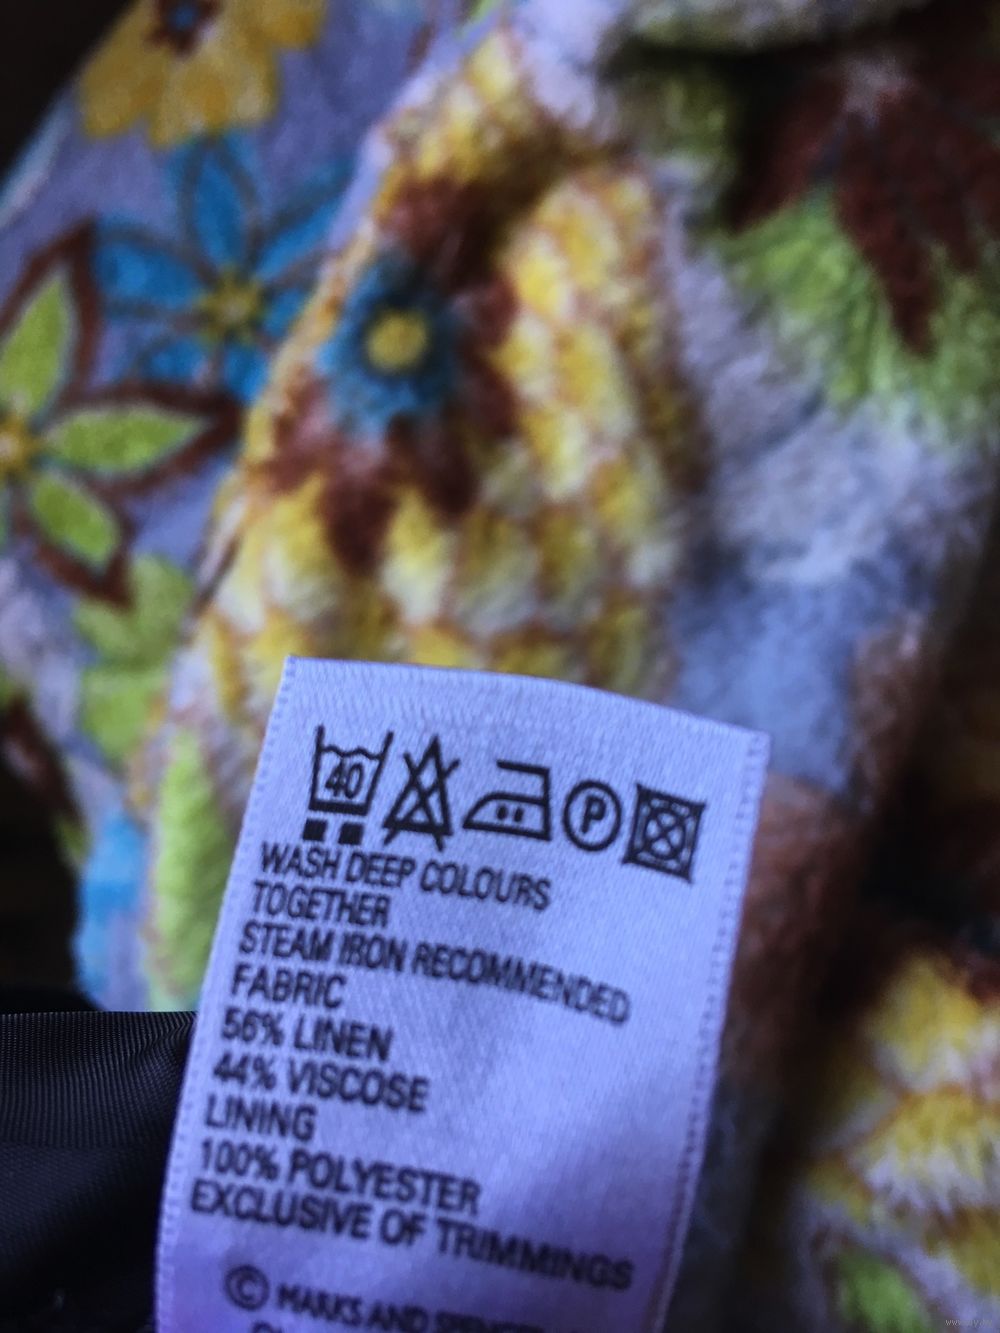 40 P
WASH DEEP COLOURS
TOGETHER
STEAM IRON RECOMMENDED
FABRIC
56% LINEN
44% VISCOSE
LINING
100% POLYESTER
EXCLUSIVE OF TRIMMINGS
© MARKS AND SPENCER